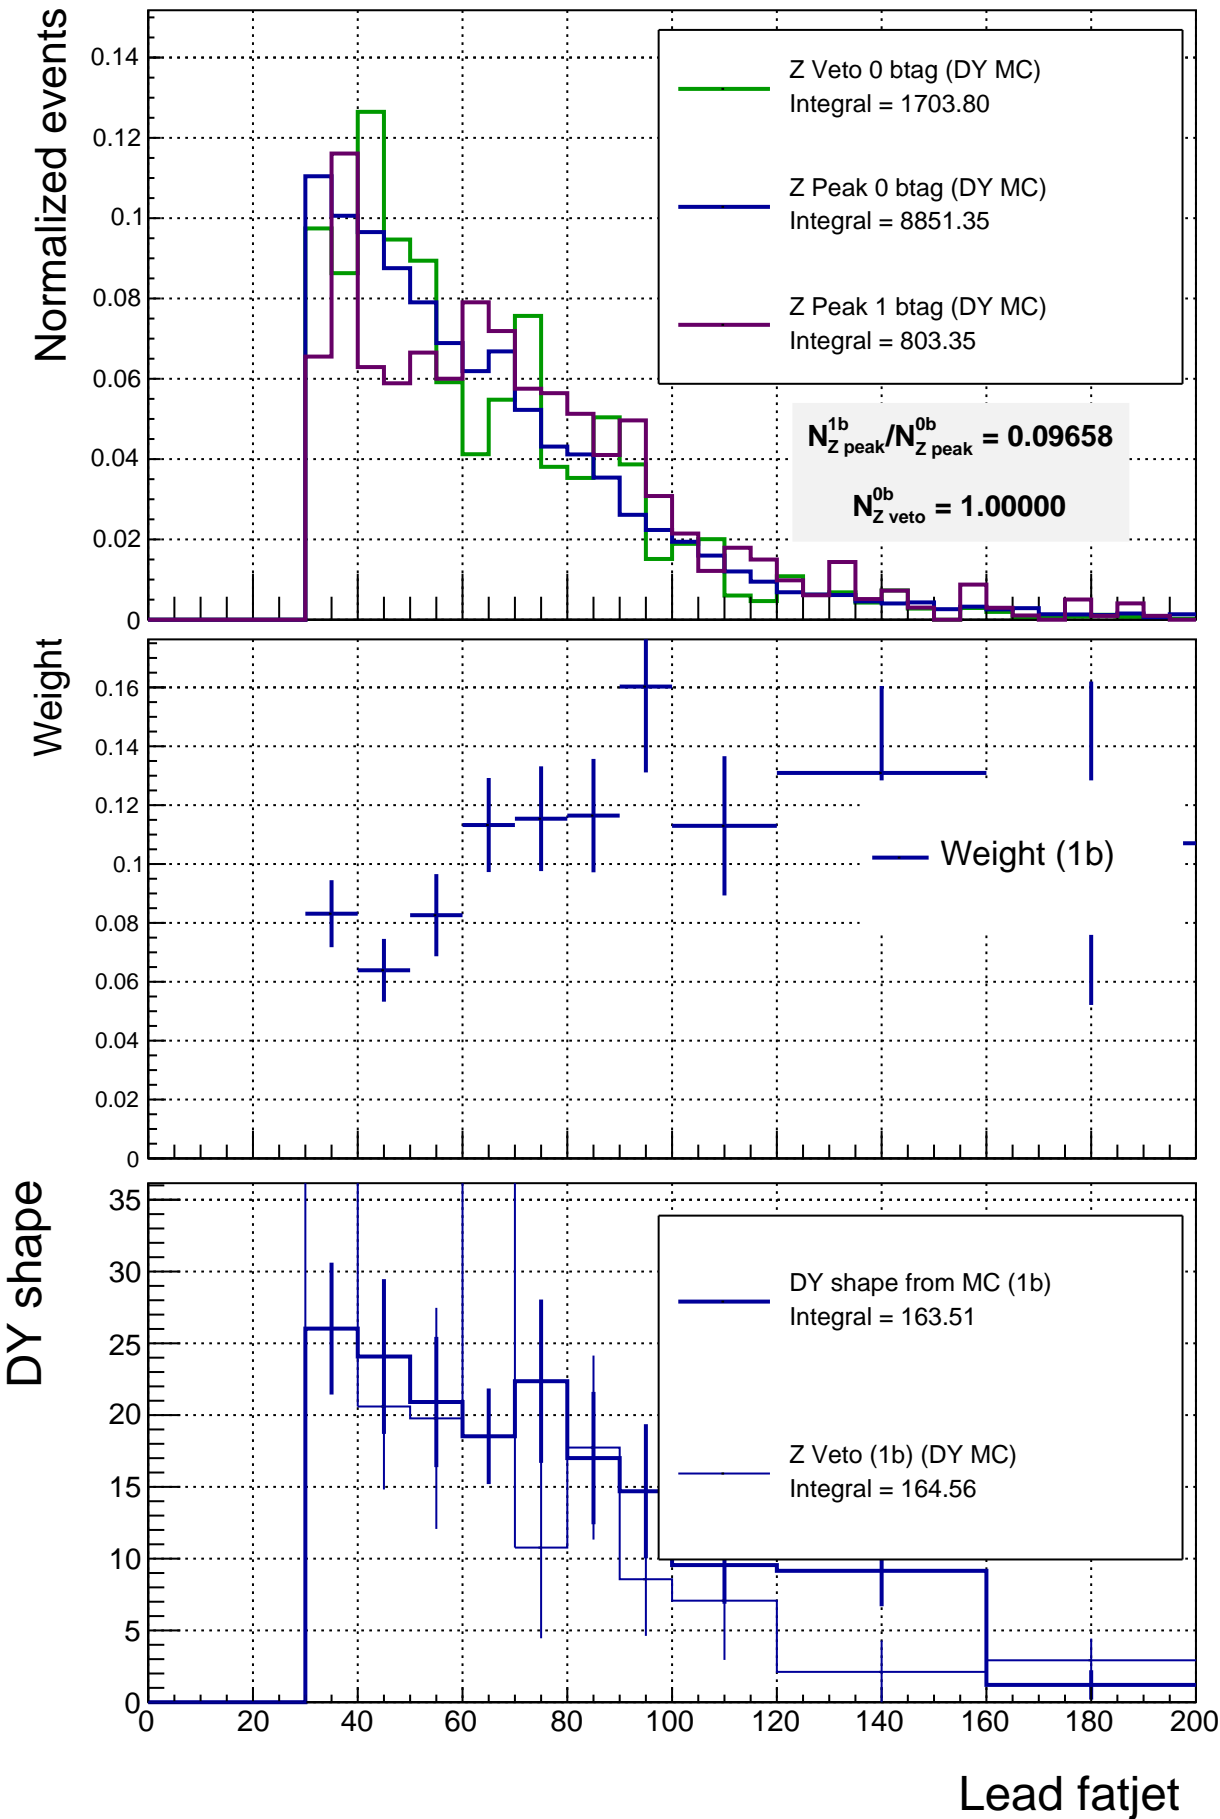 Normalized events
0.14
0.12
0.1
0.08
0.06
0.04
0.02
0
Z Veto 0 btag (DY MC)
Integral = 1703.80
Z Peak 0 btag (DY MC)
Integral = 8851.35
Z Peak 1 btag (DY MC)
Integral = 803.35
N^{1b}_{Z peak}/N^{0b}_{Z peak} = 0.09658
N^{0b}_{Z veto} = 1.00000
Weight
0.16
0.14
0.12
0.1
0.08
0.06
0.04
0.02
0
Weight (1b)
DY shape
35
30
25
20
15
10
5
0
DY shape from MC (1b)
Integral = 163.51
Z Veto (1b) (DY MC)
Integral = 164.56
0 20 40 60 80 100 120 140 160 180 200
Lead fatjet